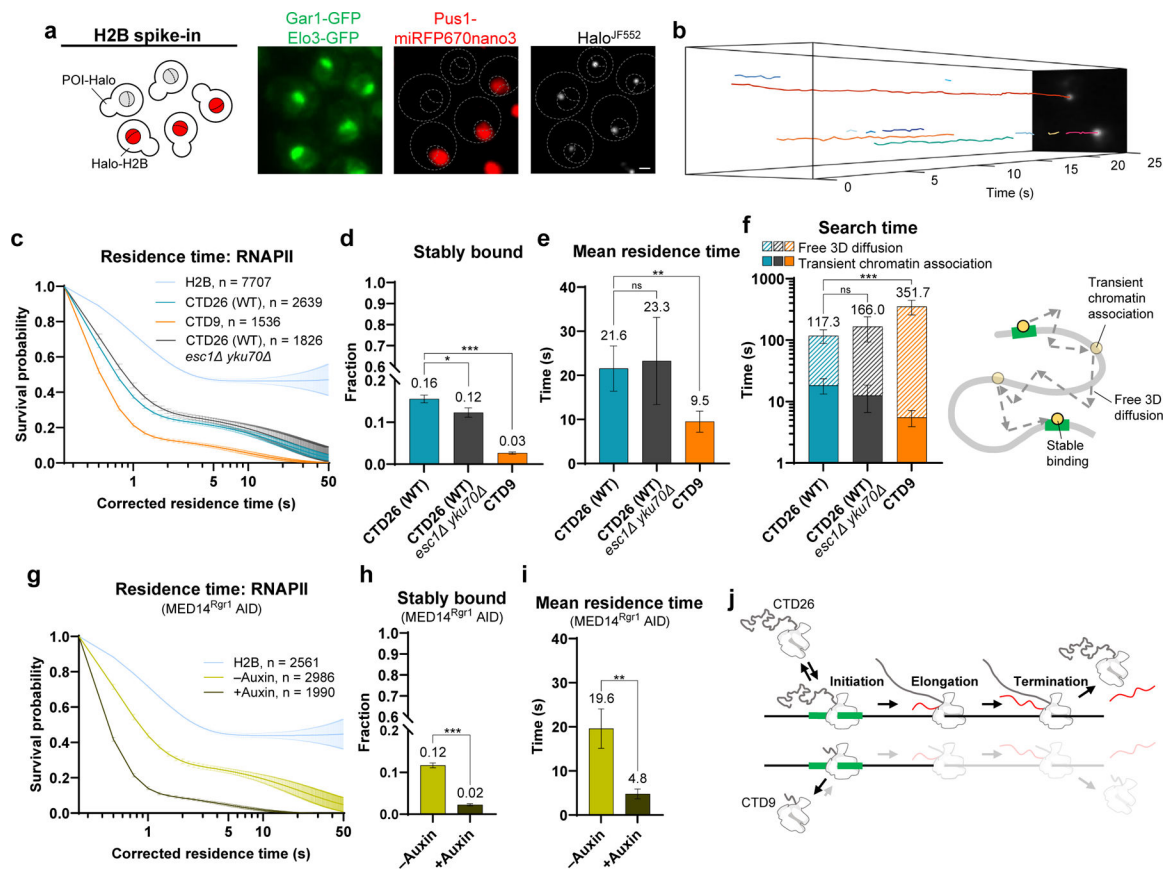 a
H2B spike-in
POI-Halo
Halo-H2B
Gar1-GFP
Elo3-GFP
Pus1-
miRFP670nano3
Halo^JF552
b
0
5
10
15
20
25
Time (s)
c
Residence time: RNAPII
H2B, n = 7707
CTD26 (WT), n = 2639
CTD9, n = 1536
CTD26 (WT), n = 1826
esc1Δ yku70Δ
Survival probability
1.0
0.8
0.6
0.4
0.2
0.0
1
5
10
50
Corrected residence time (s)
d
Stably bound
Fraction
1.0
0.9
0.8
0.7
0.6
0.2
0.1
0.0
0.16
0.12
0.03
*
***
CTD26 (WT)
CTD26 (WT)
esc1Δ yku70Δ
CTD9
e
Mean residence time
Time (s)
40
30
20
10
0
21.6
23.3
9.5
ns
**
CTD26 (WT)
CTD26 (WT)
esc1Δ yku70Δ
CTD9
f
Search time
Free 3D diffusion
Transient chromatin association
Time (s)
1000
100
10
1
117.3
166.0
351.7
ns
***
CTD26 (WT)
CTD26 (WT)
esc1Δ yku70Δ
CTD9
Transient
chromatin
association
Free 3D
diffusion
Stable
binding
g
Residence time: RNAPII
(MED14^Rgr1 AID)
H2B, n = 2561
–Auxin, n = 2986
+Auxin, n = 1990
Survival probability
1.0
0.8
0.6
0.4
0.2
0.0
1
5
10
50
Corrected residence time (s)
h
Stably bound
(MED14^Rgr1 AID)
Fraction
1.0
0.9
0.8
0.7
0.6
0.2
0.1
0.0
0.12
0.02
***
–Auxin
+Auxin
i
Mean residence time
(MED14^Rgr1 AID)
Time (s)
40
30
20
10
0
19.6
4.8
**
–Auxin
+Auxin
j
CTD26
Initiation
Elongation
Termination
CTD9